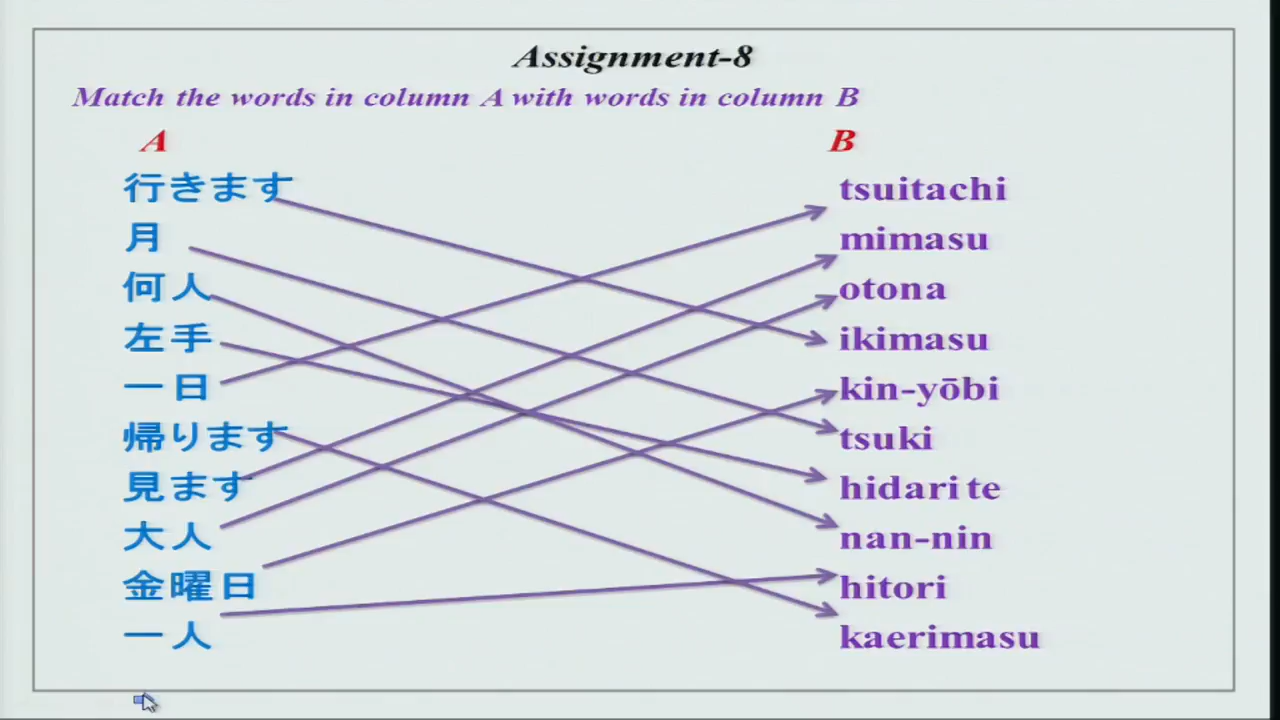 Assignment-8
Match the words in column A with words in column B
A B
行きます tsuitachi
月 mimasu
何人 otona
左手 ikimasu
一日 kin-yōbi
帰ります tsuki
見ます hidari te
大人 nan-nin
金曜日 hitori
一人 kaerimasu